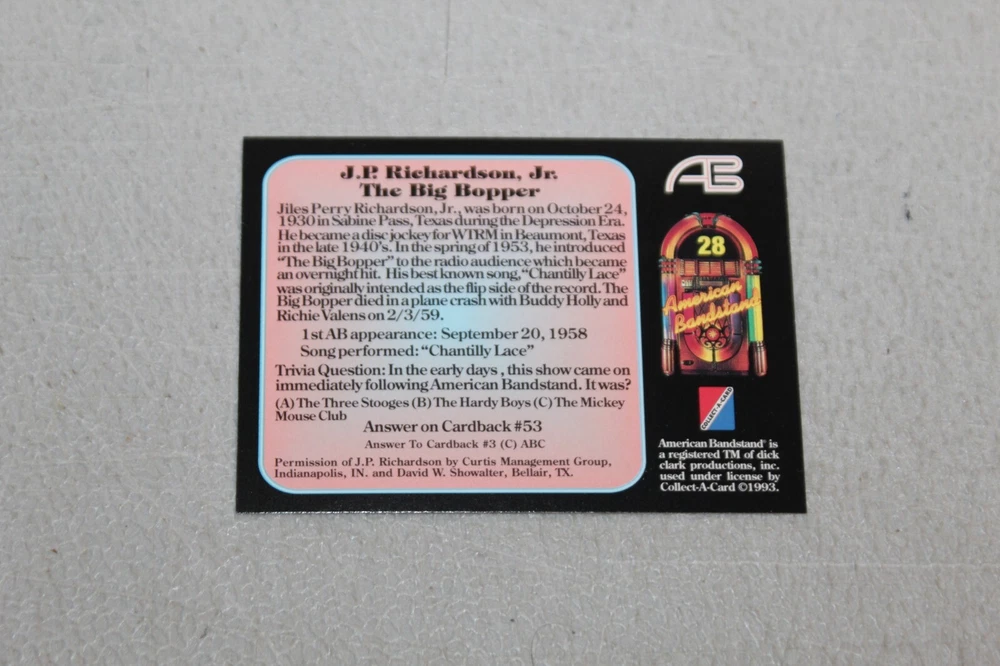 J.P. Richardson, Jr.
The Big Bopper
Jiles Perry Richardson, Jr., was born on October 24,
1930 in Sabine Pass, Texas during the Depression Era.
He became a disc jockey for WTRM in Beaumont, Texas
in the late 1940's. In the spring of 1953, he introduced
"The Big Bopper" to the radio audience which became
an overnight hit. His best known song, "Chantilly Lace"
was originally intended as the flip side of the record. The
Big Bopper died in a plane crash with Buddy Holly and
Richie Valens on 2/3/59.
1st AB appearance: September 20, 1958
Song performed: "Chantilly Lace"
Trivia Question: In the early days , this show came on
immediately following American Bandstand. It was?
(A) The Three Stooges (B) The Hardy Boys (C) The Mickey
Mouse Club
Answer on Cardback #53
Answer To Cardback #3 (C) ABC
Permission of J.P. Richardson by Curtis Management Group,
Indianapolis, IN. and David W. Showalter, Bellair, TX.
AB
28
American
Bandstand
COLLECT-A-CARD
American Bandstand® is
a registered TM of dick
clark productions, inc.
used under license by
Collect-A-Card ©1993.